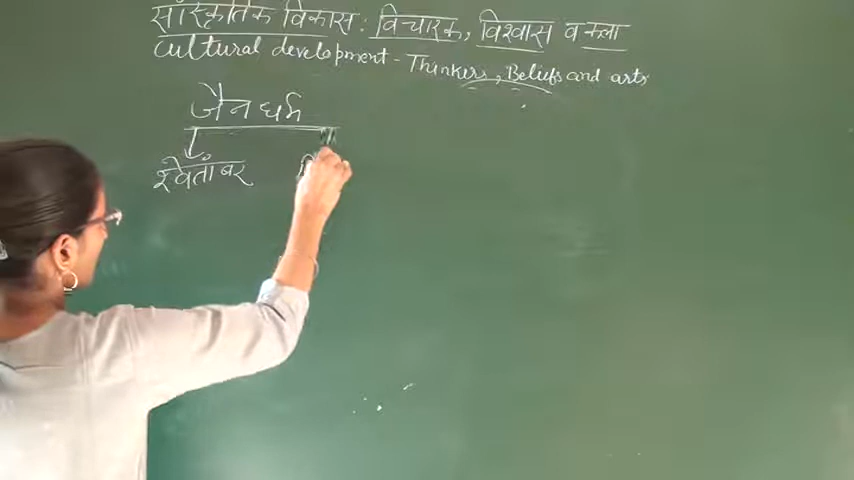 सांस्कृतिक विकास: विचारक, विश्वास व कला
Cultural development - Thinkers, Beliefs and arts
जैन धर्म
श्वेतांबर